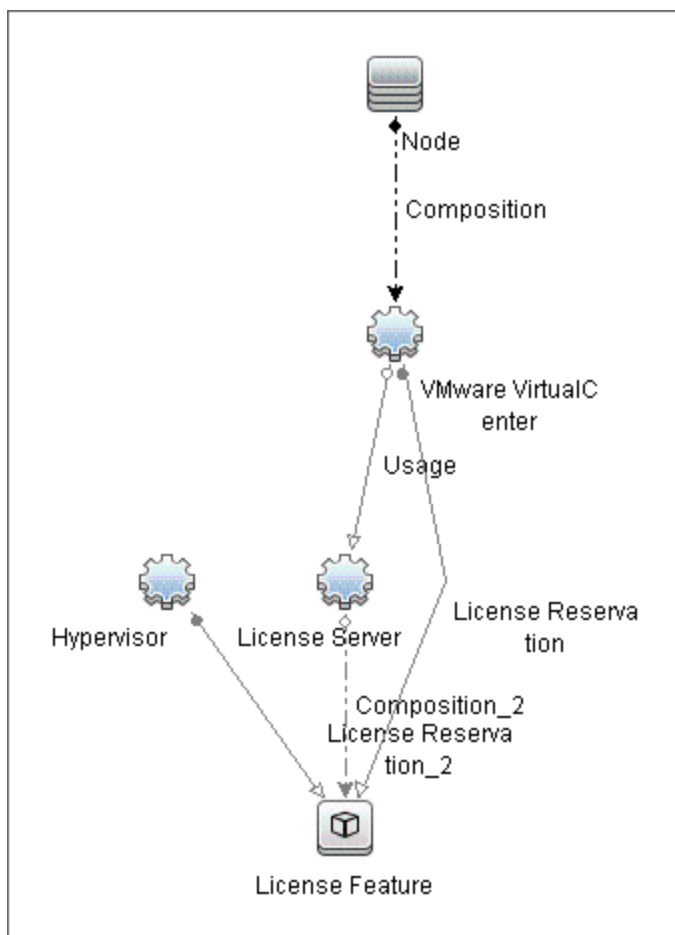 Node
Composition
VMware VirtualC
enter
Usage
Hypervisor
License Server
License Reserva
tion
Composition_2
License Reserva
tion_2
License Feature